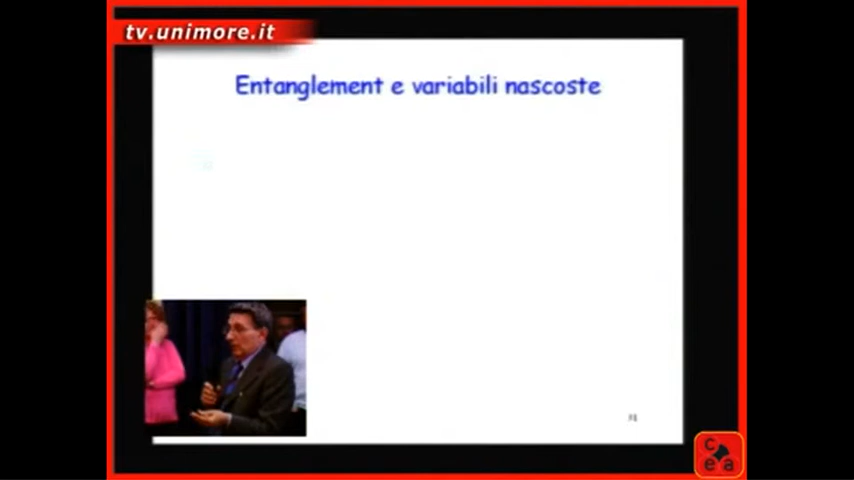 tv.unimore.it
Entanglement e variabili nascoste
c
e a